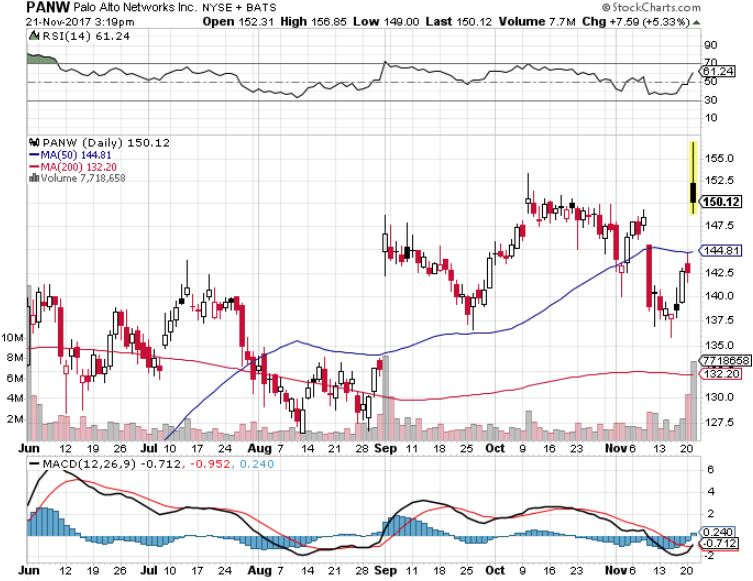 PANW Palo Alto Networks Inc. NYSE + BATS © StockCharts.com
21-Nov-2017 3:19pm Open 152.31 High 156.85 Low 149.00 Last 150.12 Volume 7.7M Chg +7.59 (+5.33%)
RSI(14) 61.24
90
70
61.24
50
30
10
PANW (Daily) 150.12
MA(50) 144.81
MA(200) 132.20
Volume 7,718,658
155.0
152.5
150.12
147.5
144.81
142.5
140.0
137.5
135.0
7718658
132.20
130.0
127.5
10M
8M
6M
4M
2M
Jun 12 19 26 Jul 10 17 24 Aug 7 14 21 28 Sep 11 18 25 Oct 9 16 23 Nov 6 13 20
MACD(12,26,9) -0.712, -0.952, 0.240
6
4
2
0.240
-0.712
-2
Jun 12 19 26 Jul 10 17 24 Aug 7 14 21 28 Sep 11 18 25 Oct 9 16 23 Nov 6 13 20